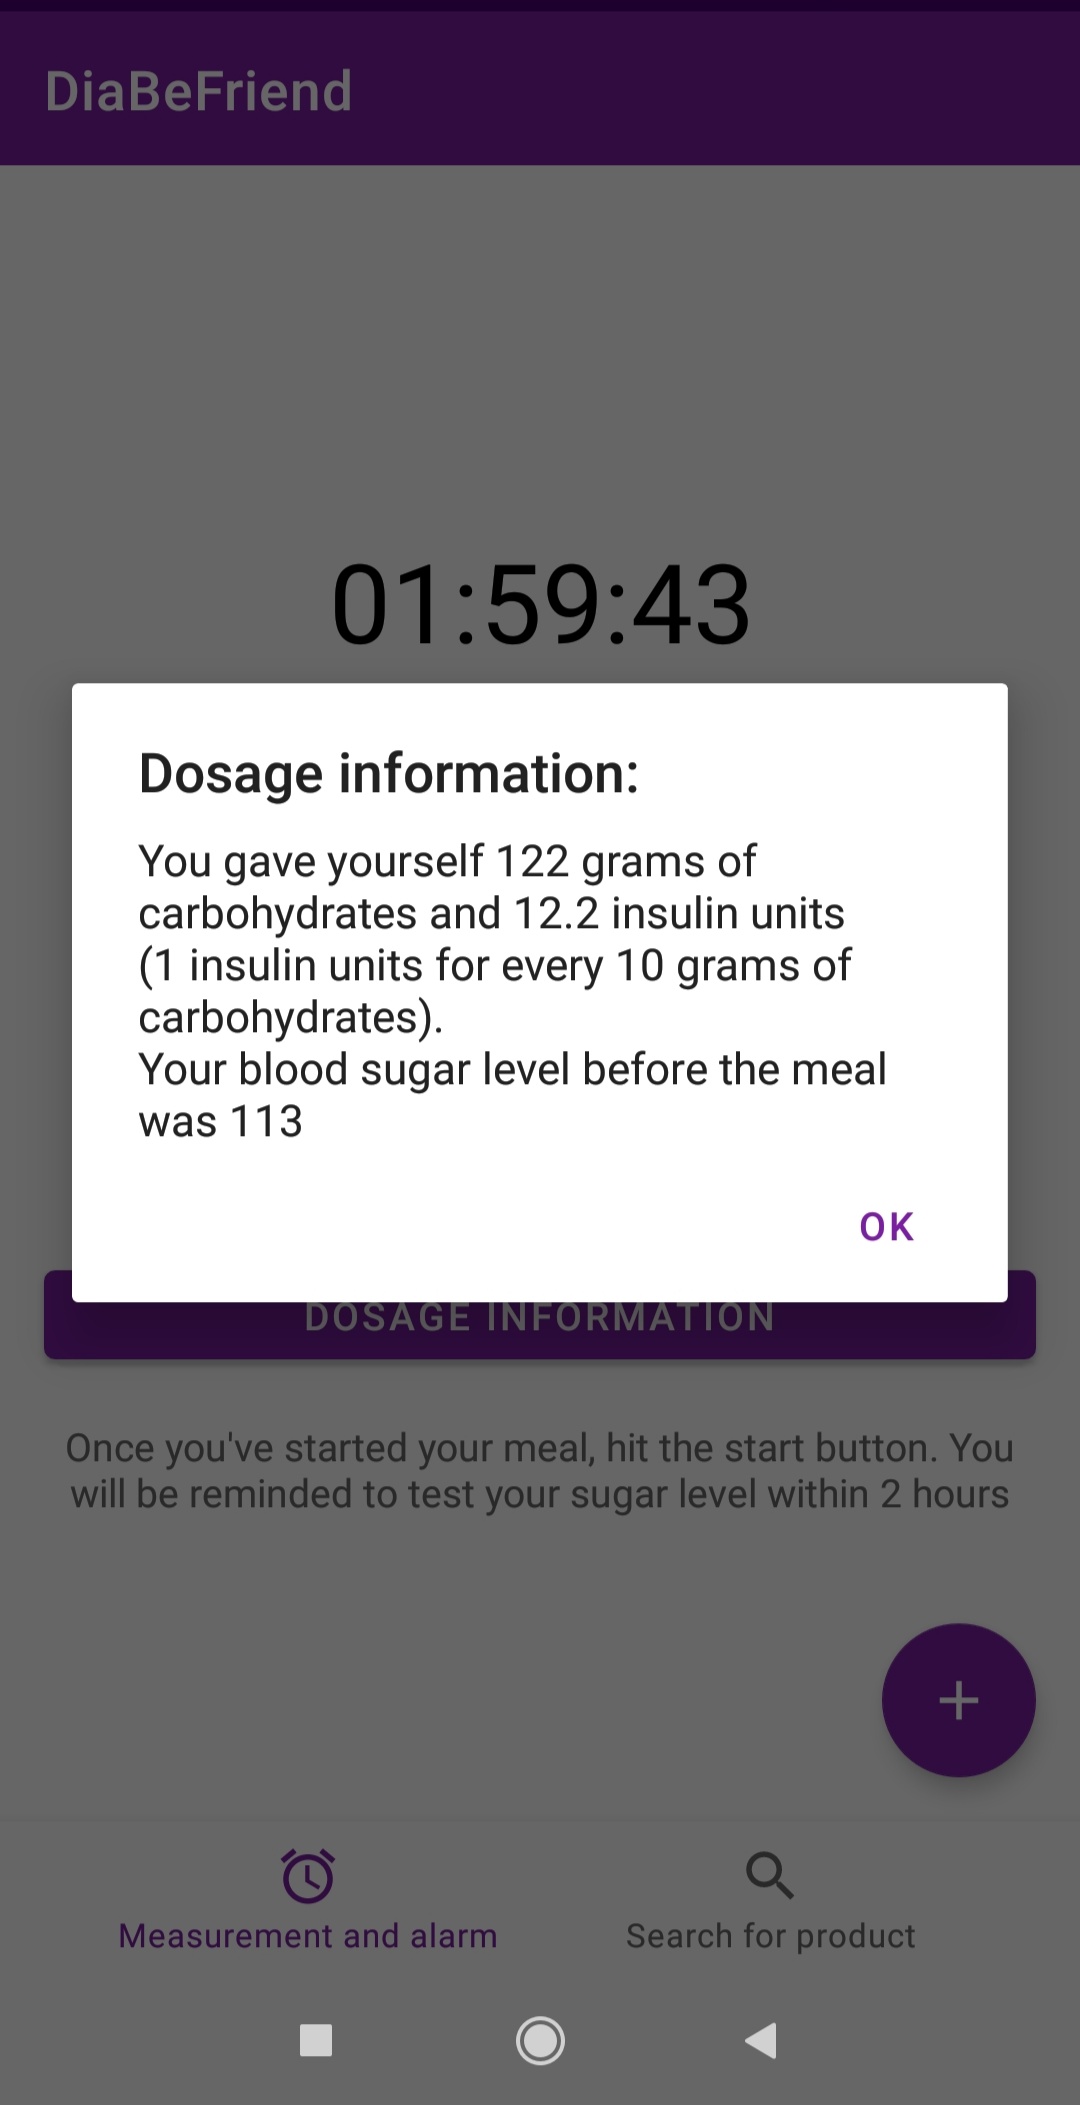 DiaBeFriend
01:59:43
Dosage information:
You gave yourself 122 grams of
carbohydrates and 12.2 insulin units
(1 insulin units for every 10 grams of
carbohydrates).
Your blood sugar level before the meal
was 113
OK
DOSAGE INFORMATION
Once you've started your meal, hit the start button. You
will be reminded to test your sugar level within 2 hours
Measurement and alarm
Search for product